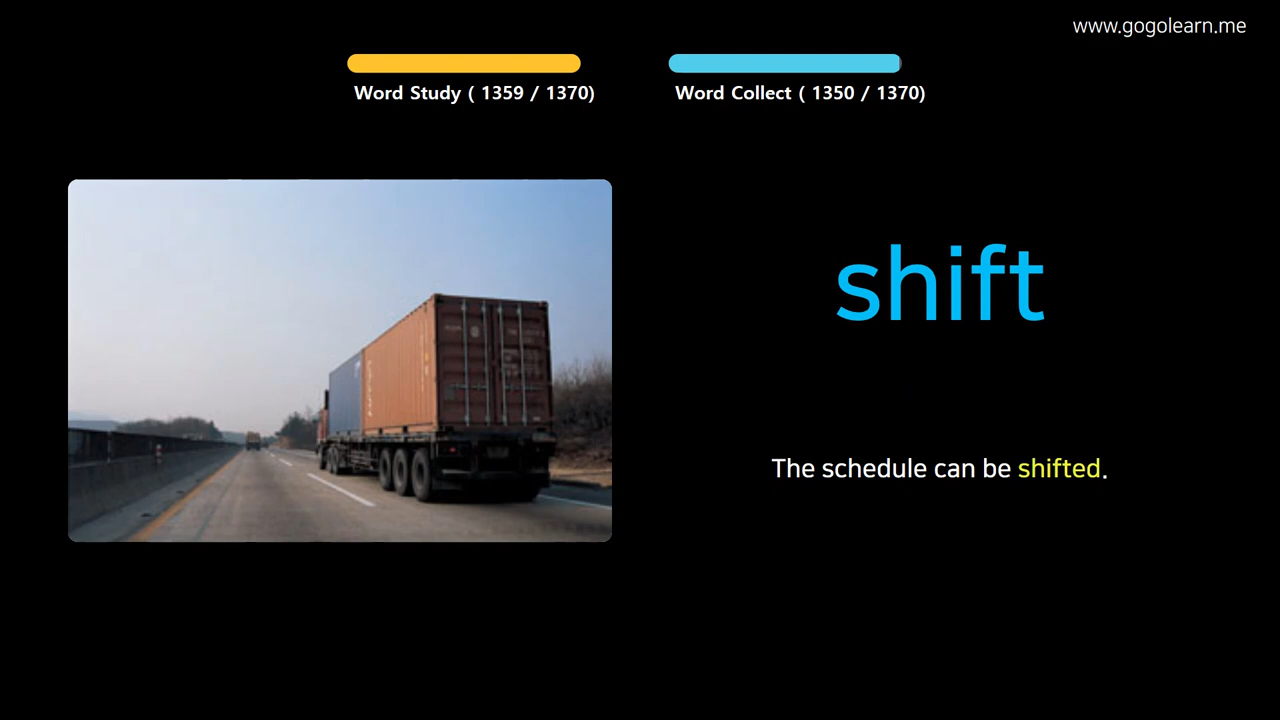 www.gogolearn.me
Word Study ( 1359 / 1370)
Word Collect ( 1350 / 1370)
shift
The schedule can be shifted.